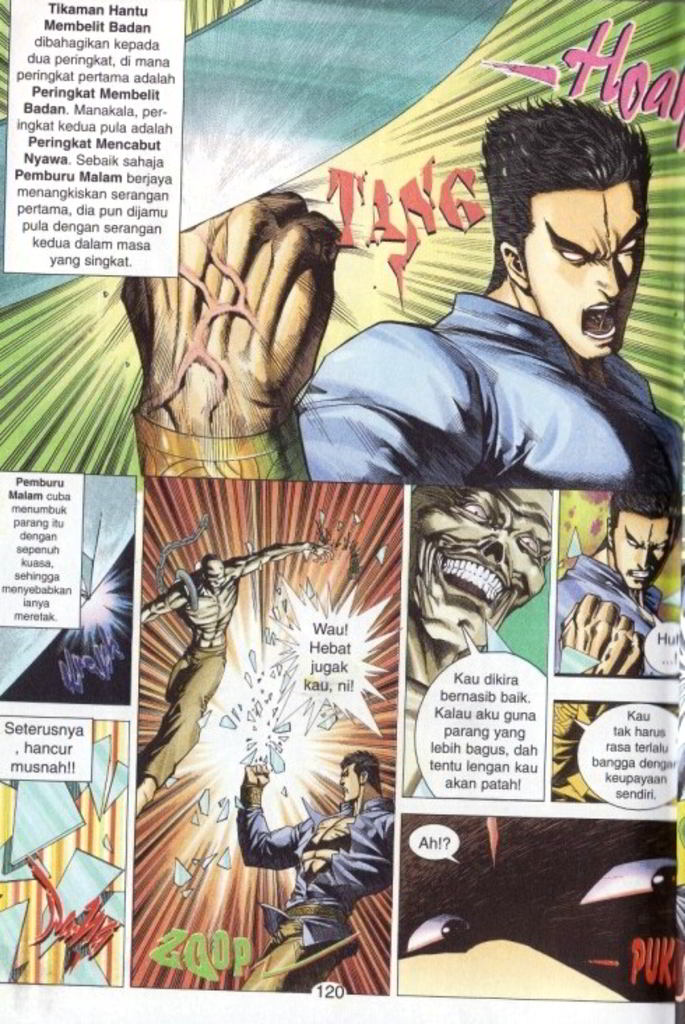 Tikaman Hantu
Membelit Badan
dibahagikan kepada
dua peringkat, di mana
peringkat pertama adalah
Peringkat Membelit
Badan. Manakala, per-
ingkat kedua pula adalah
Peringkat Mencabut
Nyawa. Sebaik sahaja
Pemburu Malam berjaya
menangkiskan serangan
pertama, dia pun dijamu
pula dengan serangan
kedua dalam masa
yang singkat.
TANG
Pemburu
Malam cuba
menumbuk
parang itu
dengan
sepenuh
kuasa,
sehingga
menyebabkan
ianya
meretak.
Seterusnya
, hancur
musnah!!
Wau!
Hebat
jugak
kau, ni!
ZOOP
Kau dikira
bernasib baik.
Kalau aku guna
parang yang
lebih bagus, dah
tentu lengan kau
akan patah!
Kau
tak harus
rasa terlalu
bangga dengan
keupayaan
sendiri.
Ah!?
120